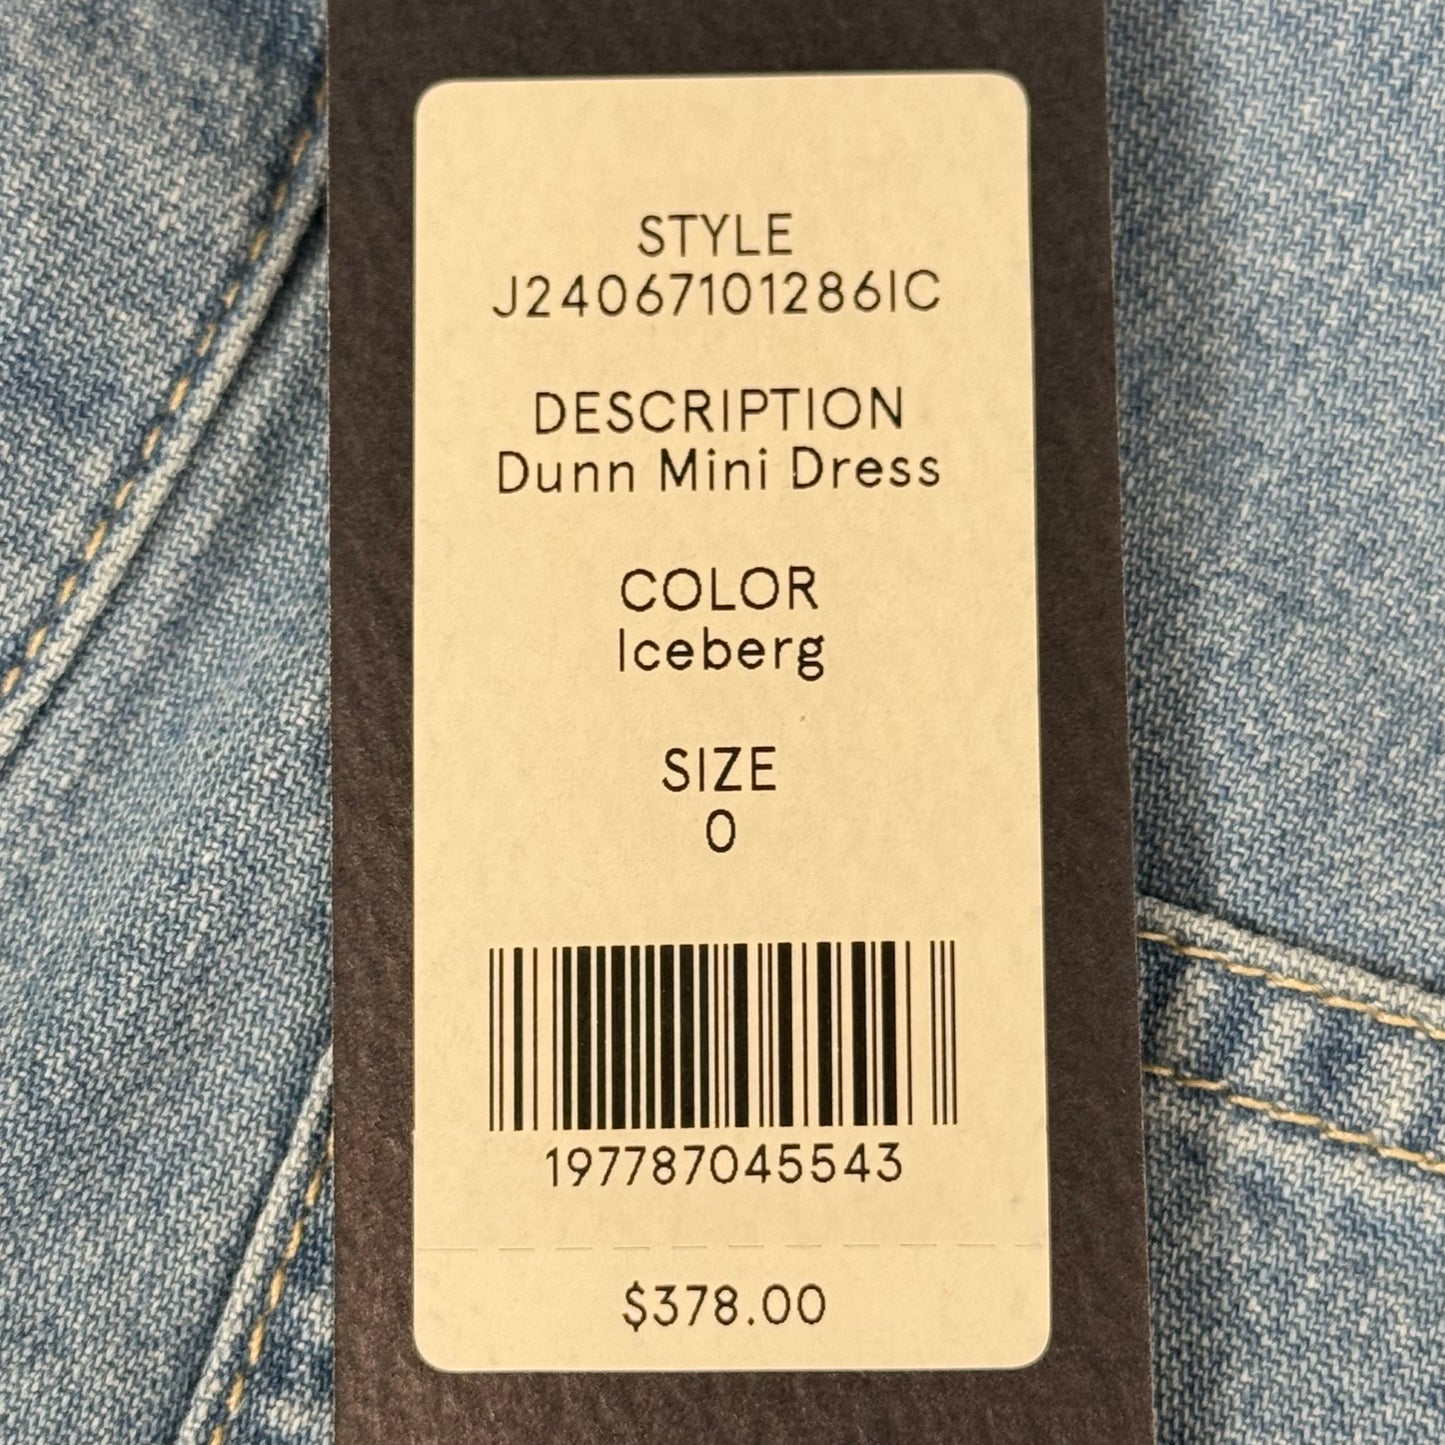 STYLE
J24067101286IC
DESCRIPTION
Dunn Mini Dress
COLOR
Iceberg
SIZE
0
197787045543
$378.00